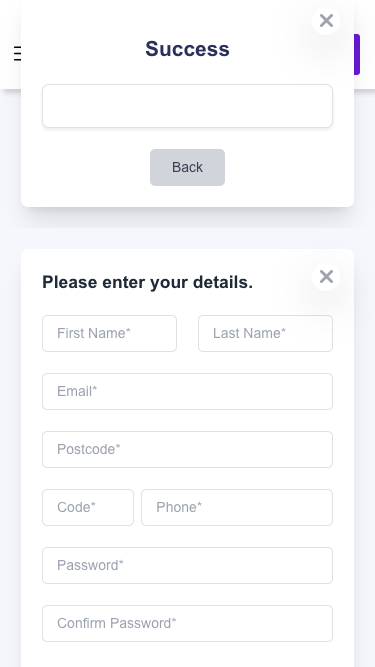 Success
Back
Please enter your details.
First Name* Last Name*
Email*
Postcode*
Code* Phone*
Password*
Confirm Password*